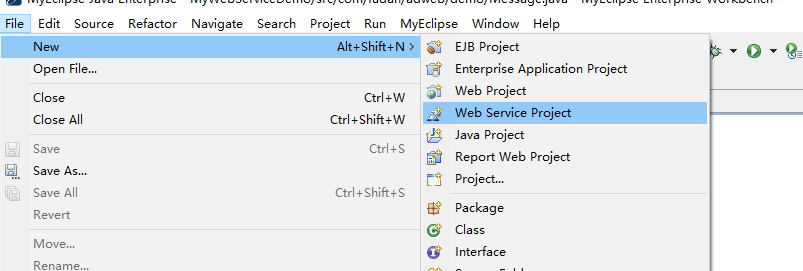 MyEclipse Java Enterprise - MyWebServiceDemo/src/com/fudan/adweb/demo/Message.java - MyEclipse Enterprise Workbench
File Edit Source Refactor Navigate Search Project Run MyEclipse Window Help
New Alt+Shift+N >
Open File...
Close Ctrl+W
Close All Ctrl+Shift+W
Save Ctrl+S
Save As...
Save All Ctrl+Shift+S
Revert
Move...
Rename...
EJB Project
Enterprise Application Project
Web Project
Web Service Project
Java Project
Report Web Project
Project...
Package
Class
Interface